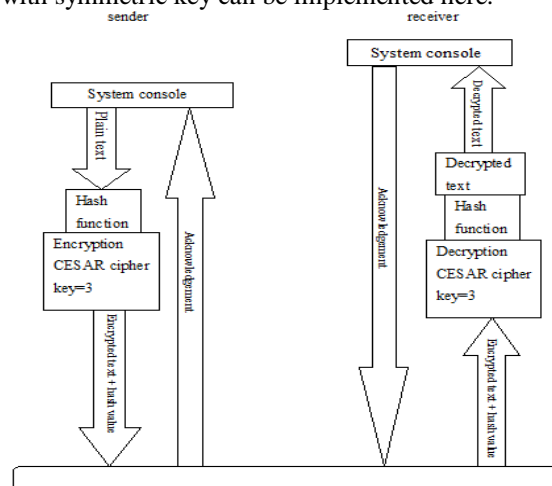 with symmetric key can be implemented here.
sender
receiver
System console
System console
Plain text
Hash
function
Encryption
CESAR cipher
key=3
Encrypted text + hash value
Acknowledgement
Acknowledgement
Decrypted text
Decrypted
text
Hash
function
Decryption
CESAR cipher
key=3
Encrypted text + hash value